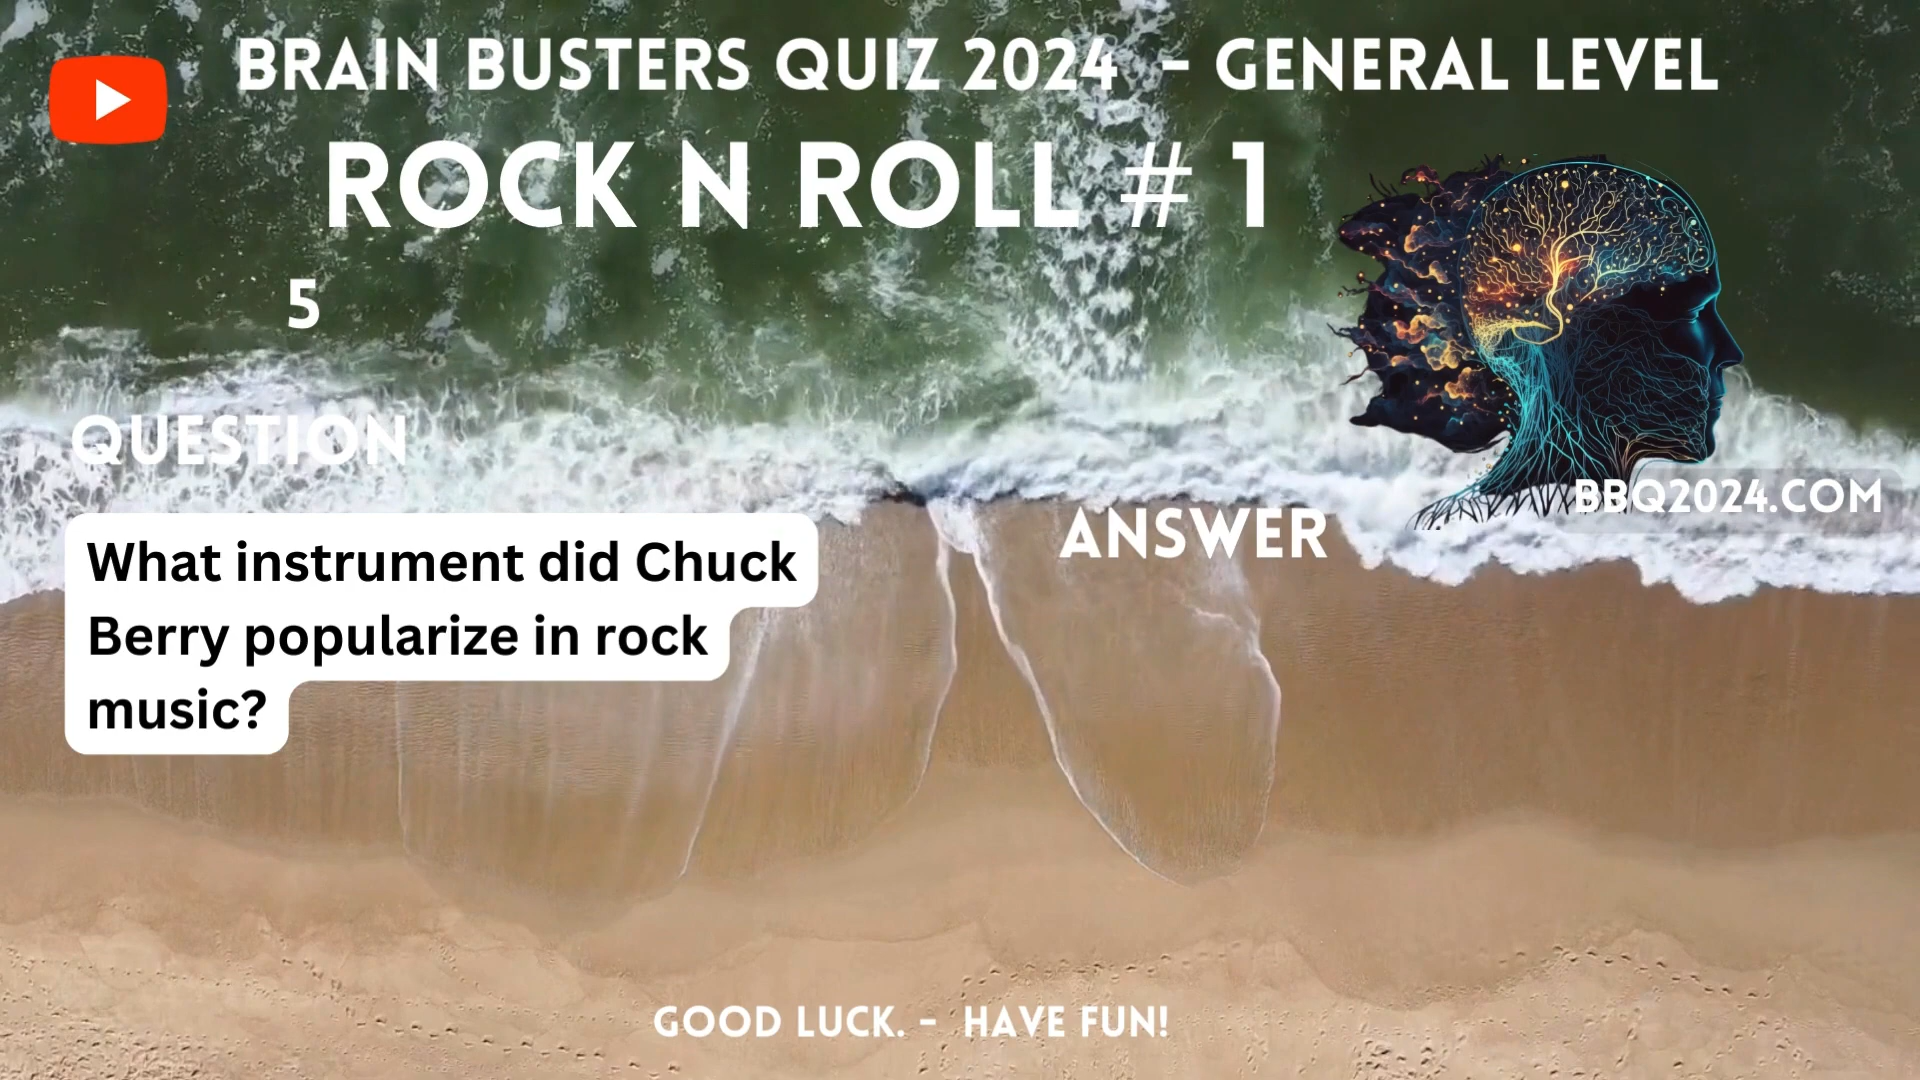 BRAIN BUSTERS QUIZ 2024 - GENERAL LEVEL
ROCK N ROLL # 1
5
QUESTION
What instrument did Chuck
Berry popularize in rock
music?
BBQ2024.COM
ANSWER
GOOD LUCK. - HAVE FUN!